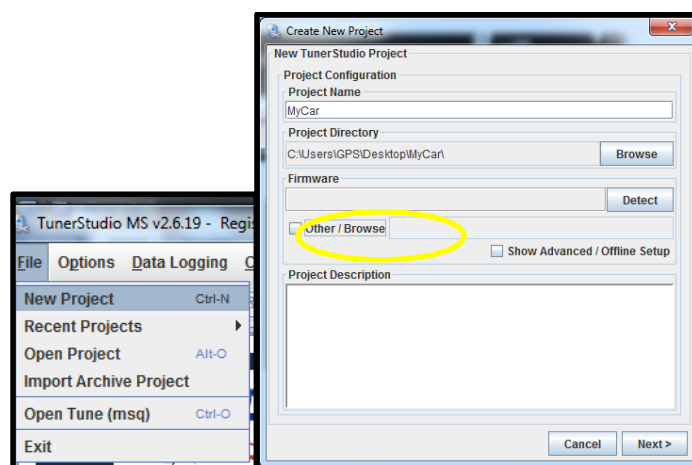 TunerStudio MS v2.6.19 - Regis
File Options Data Logging
New Project Ctrl-N
Recent Projects
Open Project Alt-O
Import Archive Project
Open Tune (msq) Ctrl-O
Exit
Create New Project
New TunerStudio Project
Project Configuration
Project Name
MyCar
Project Directory
C:\Users\GPS\Desktop\MyCar\ Browse
Firmware
Detect
Other / Browse
Show Advanced / Offline Setup
Project Description
Cancel Next >